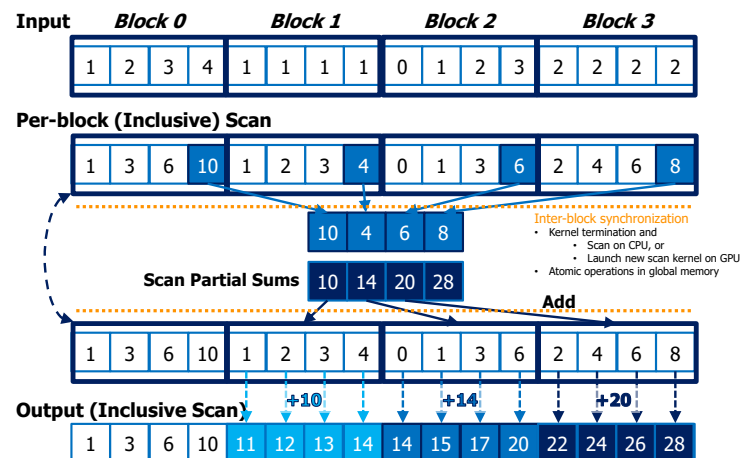 Input Block 0 Block 1 Block 2 Block 3
1 2 3 4 1 1 1 1 0 1 2 3 2 2 2 2
Per-block (Inclusive) Scan
1 3 6 10 1 2 3 4 0 1 3 6 2 4 6 8
Inter-block synchronization
• Kernel termination and
• Scan on CPU, or
• Launch new scan kernel on GPU
• Atomic operations in global memory
10 4 6 8
Scan Partial Sums 10 14 20 28
Add
1 3 6 10 1 2 3 4 0 1 3 6 2 4 6 8
+10 +14 +20
Output (Inclusive Scan)
1 3 6 10 11 12 13 14 14 15 17 20 22 24 26 28